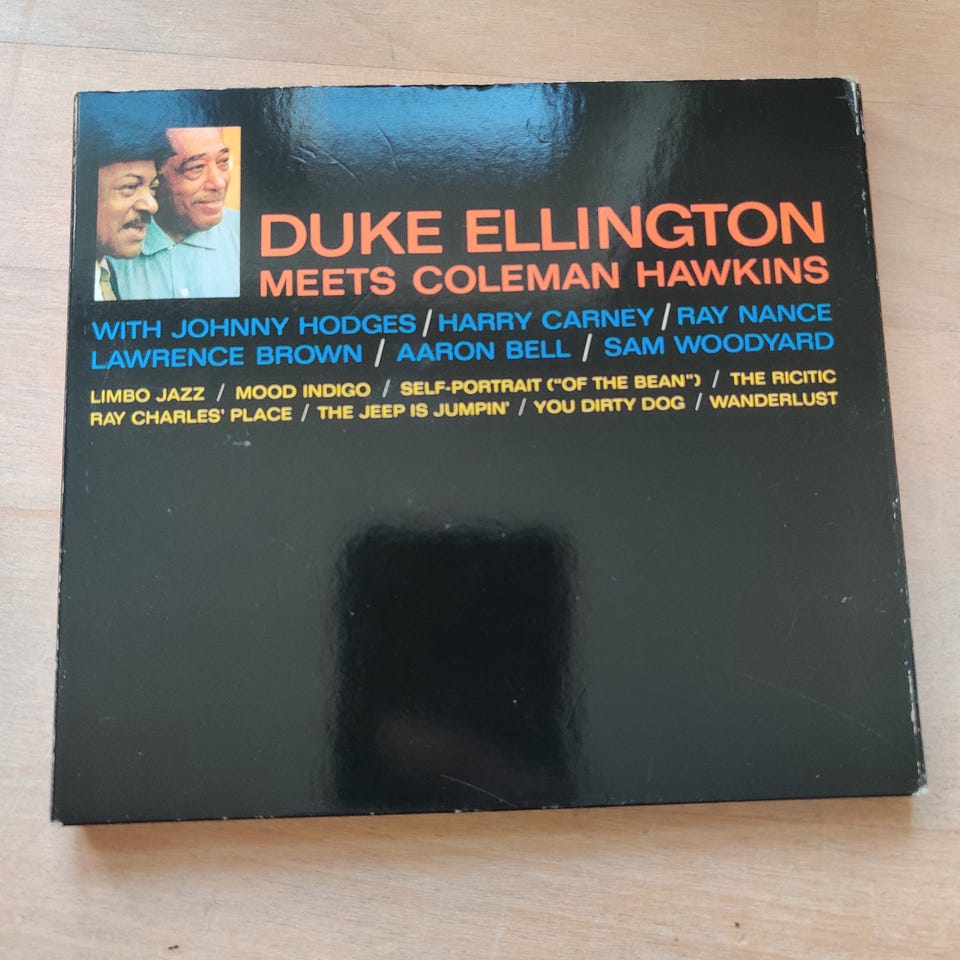 DUKE ELLINGTON
MEETS COLEMAN HAWKINS
WITH JOHNNY HODGES / HARRY CARNEY / RAY NANCE
LAWRENCE BROWN / AARON BELL / SAM WOODYARD
LIMBO JAZZ / MOOD INDIGO / SELF-PORTRAIT ("OF THE BEAN") / THE RICITIC
RAY CHARLES' PLACE / THE JEEP IS JUMPIN' / YOU DIRTY DOG / WANDERLUST